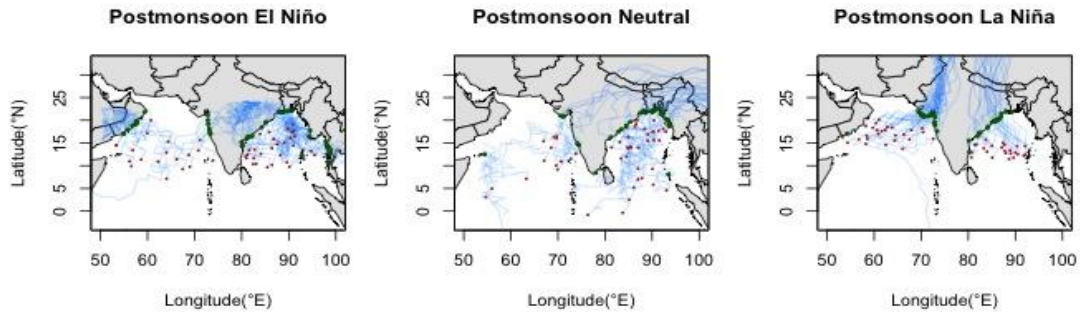 Postmonsoon El Niño
Postmonsoon Neutral
Postmonsoon La Niña
Latitude(°N)
25
15
5
0
50 60 70 80 90 100
Longitude(°E)
Latitude(°N)
25
15
5
0
50 60 70 80 90 100
Longitude(°E)
Latitude(°N)
25
15
5
0
50 60 70 80 90 100
Longitude(°E)